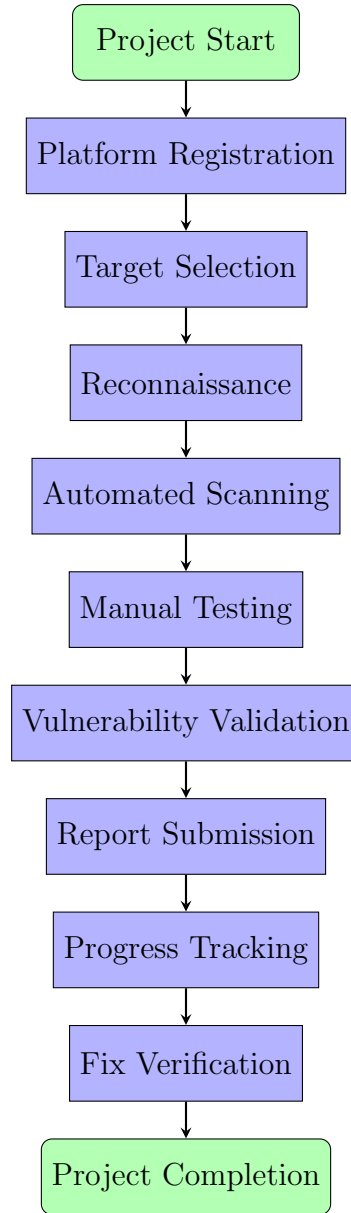 Project Start
Platform Registration
Target Selection
Reconnaissance
Automated Scanning
Manual Testing
Vulnerability Validation
Report Submission
Progress Tracking
Fix Verification
Project Completion